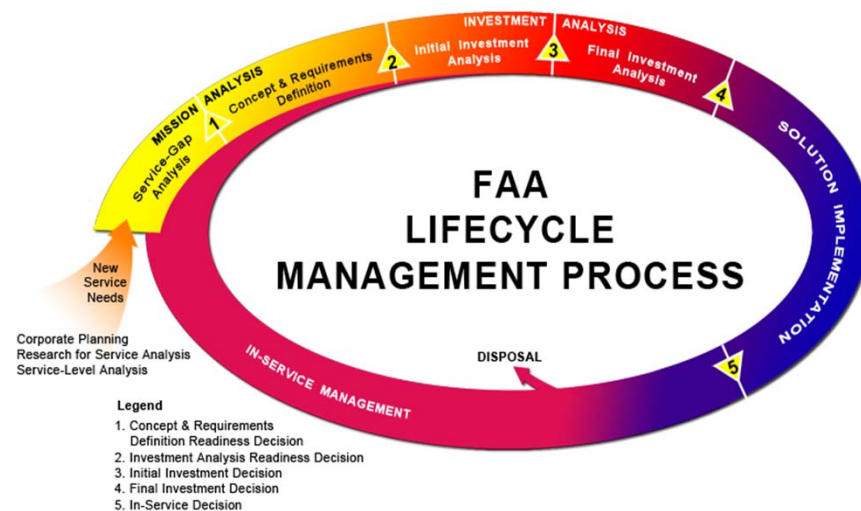 MISSION ANALYSIS
Service-Gap
Analysis
1
Concept & Requirements
Definition
2
INVESTMENT ANALYSIS
Initial Investment
Analysis
3
Final Investment
Analysis
4
SOLUTION IMPLEMENTATION
5
FAA
LIFECYCLE
MANAGEMENT PROCESS
DISPOSAL
IN-SERVICE MANAGEMENT
New
Service
Needs
Corporate Planning
Research for Service Analysis
Service-Level Analysis
Legend
1. Concept & Requirements
Definition Readiness Decision
2. Investment Analysis Readiness Decision
3. Initial Investment Decision
4. Final Investment Decision
5. In-Service Decision